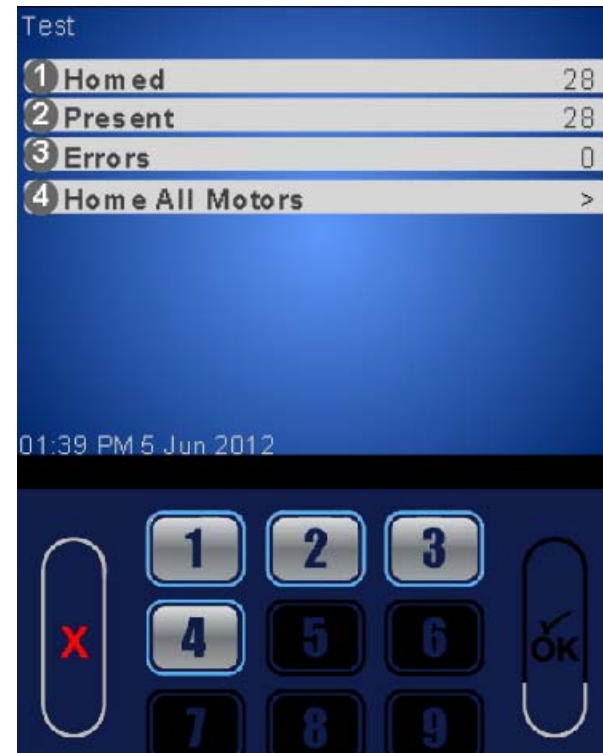 Test
1 Homed 28
2 Present 28
3 Errors 0
4 Home All Motors >
01:39 PM 5 Jun 2012
1 2 3
X 4 5 6 OK
7 8 9